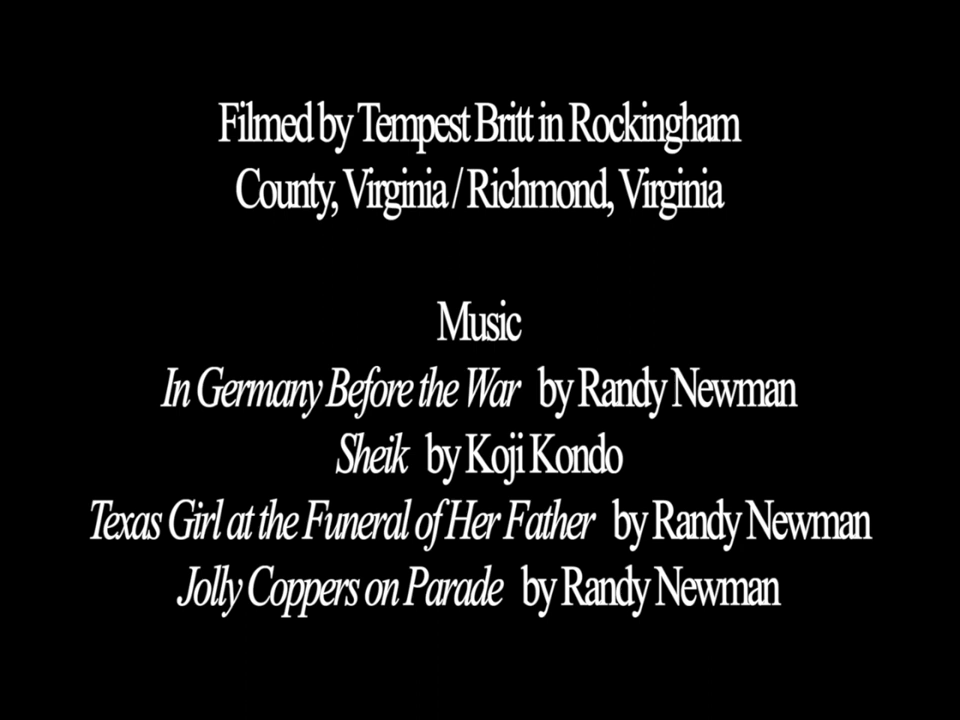 Filmed by Tempest Britt in Rockingham
County, Virginia / Richmond, Virginia
Music
In Germany Before the War by Randy Newman
Sheik by Koji Kondo
Texas Girl at the Funeral of Her Father by Randy Newman
Jolly Coppers on Parade by Randy Newman